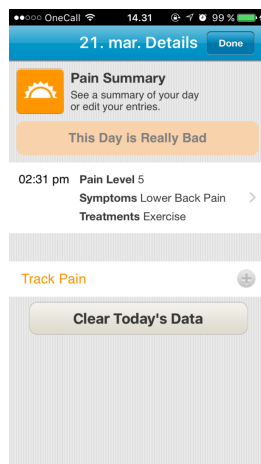 OneCall 14.31 99 %
21. mar. Details Done
Pain Summary
See a summary of your day
or edit your entries.
This Day is Really Bad
02:31 pm Pain Level 5
Symptoms Lower Back Pain
Treatments Exercise
Track Pain
Clear Today's Data